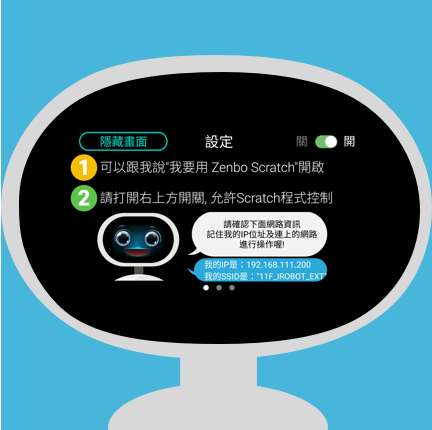 隱藏畫面 設定 關 開
1 可以跟我說"我要用 Zenbo Scratch"開啟
2 請打開右上方開關, 允許Scratch程式控制
請確認下面網路資訊
記住我的IP位址及連上的網路
進行操作喔!
我的IP是：192.168.111.200
我的SSID是："11F_IROBOT_EXT"